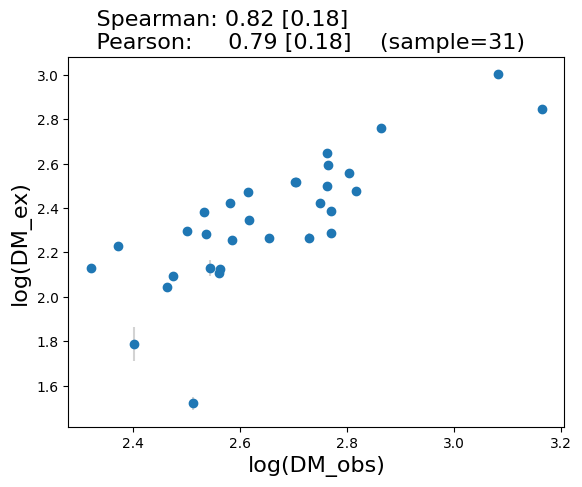 Spearman: 0.82 [0.18]
Pearson: 0.79 [0.18] (sample=31)
3.0
2.8
2.6
2.4
2.2
2.0
1.8
1.6
log(DM_ex)
2.4 2.6 2.8 3.0 3.2
log(DM_obs)